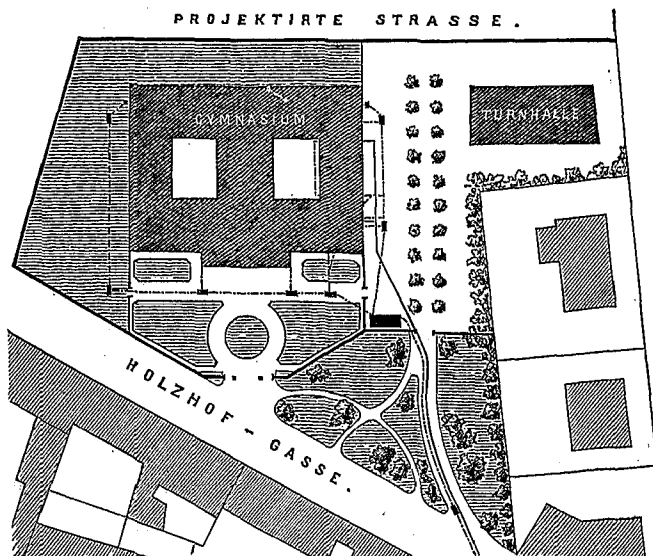 PROJEKTIRTE STRASSE.
GYMNASIUM
TURNHALLE
HOLZHOF - GASSE.